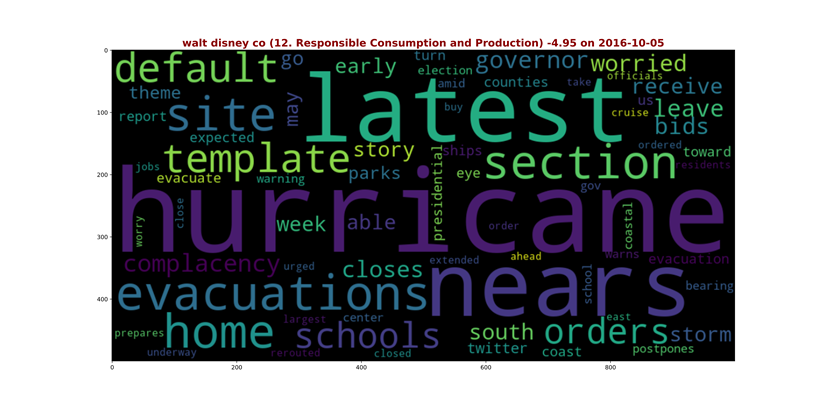 walt disney co (12. Responsible Consumption and Production) -4.95 on 2016-10-05
0
100
200
300
400
0
200
400
600
800
default
go
early
turn
governor
worried
election
officials
theme
may
latest
amid
counties
take
receive
report
site
buy
cruise
us
leave
expected
bids
ordered
template
story
ships
section
toward
jobs
parks
eye
residents
evacuate
warning
presidential
gov
hurricane
worry
close
week
able
order
coastal
ahead
warns
evacuation
complacency
urged
closes
extended
nears
school
bearing
evacuations
largest
center
east
prepares
home
schools
south
orders
storm
twitter
underway
rerouted
closed
coast
postpones